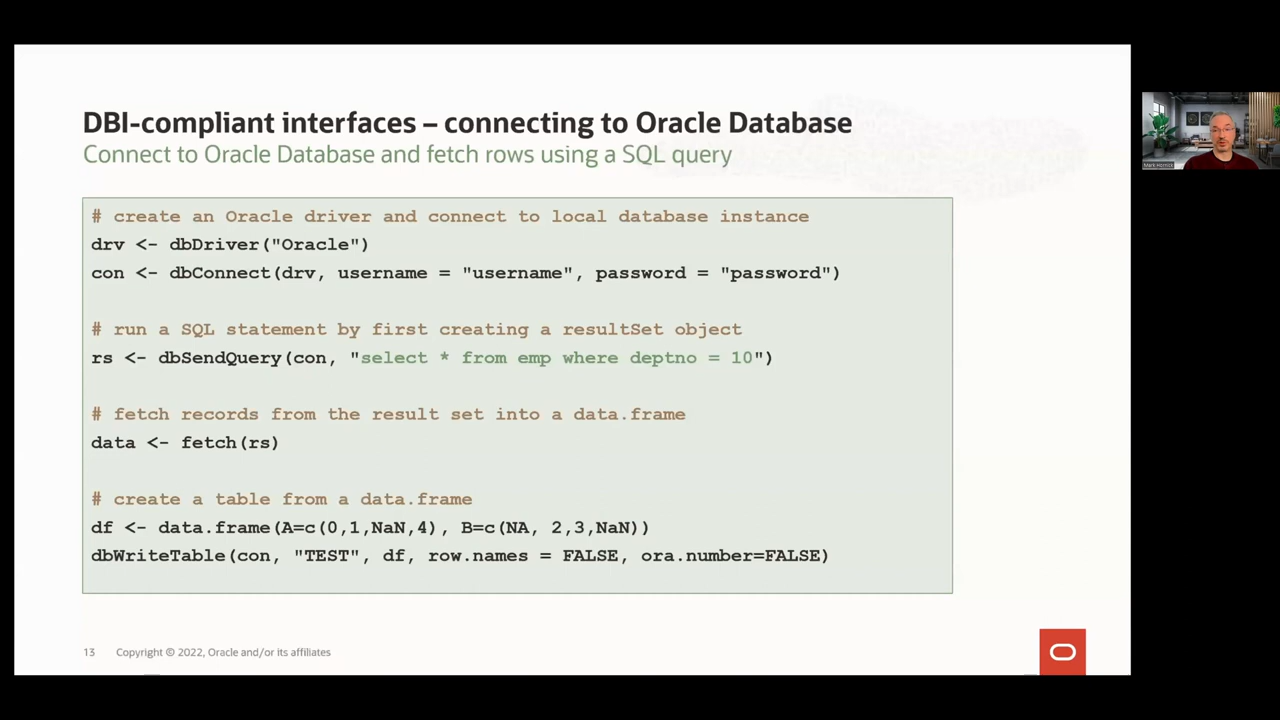 DBI-compliant interfaces – connecting to Oracle Database
Connect to Oracle Database and fetch rows using a SQL query
# create an Oracle driver and connect to local database instance
drv <- dbDriver("Oracle")
con <- dbConnect(drv, username = "username", password = "password")
# run a SQL statement by first creating a resultSet object
rs <- dbSendQuery(con, "select * from emp where deptno = 10")
# fetch records from the result set into a data.frame
data <- fetch(rs)
# create a table from a data.frame
df <- data.frame(A=c(0,1,NaN,4), B=c(NA, 2,3,NaN))
dbWriteTable(con, "TEST", df, row.names = FALSE, ora.number=FALSE)
13 Copyright © 2022, Oracle and/or its affiliates
Mark Hornick